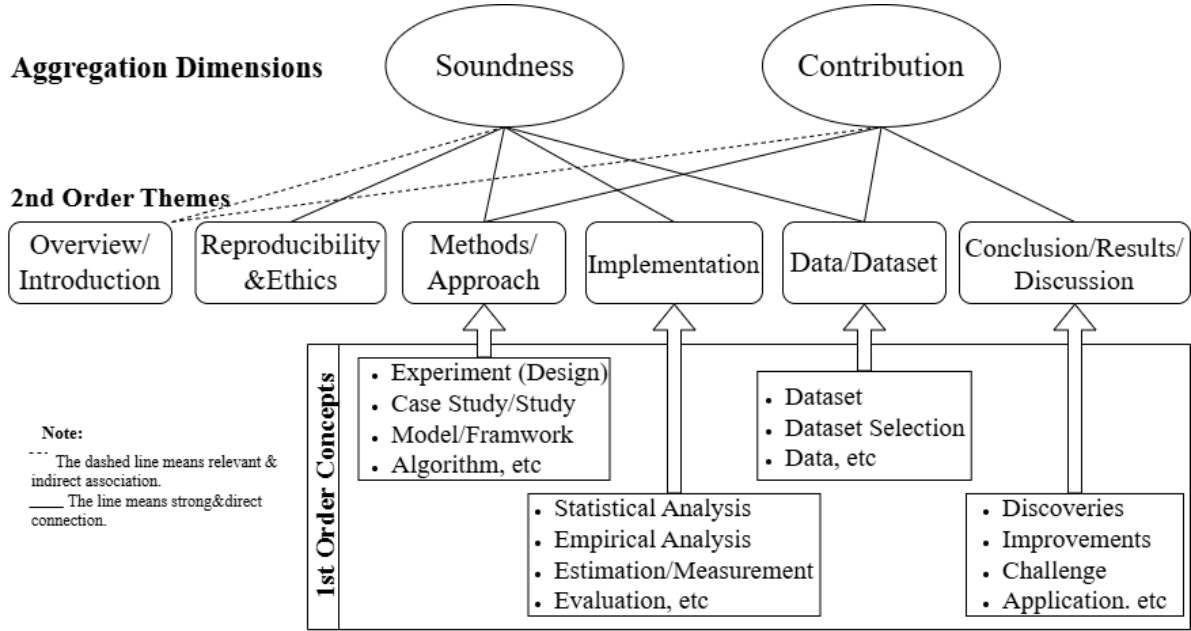 Aggregation Dimensions
Soundness
Contribution
2nd Order Themes
Overview/
Introduction
Reproducibility
&Ethics
Methods/
Approach
Implementation
Data/Dataset
Conclusion/Results/
Discussion
1st Order Concepts
• Experiment (Design)
• Case Study/Study
• Model/Framwork
• Algorithm, etc
• Statistical Analysis
• Empirical Analysis
• Estimation/Measurement
• Evaluation, etc
• Dataset
• Dataset Selection
• Data, etc
• Discoveries
• Improvements
• Challenge
• Application. etc
Note:
The dashed line means relevant &
indirect association.
The line means strong&direct
connection.